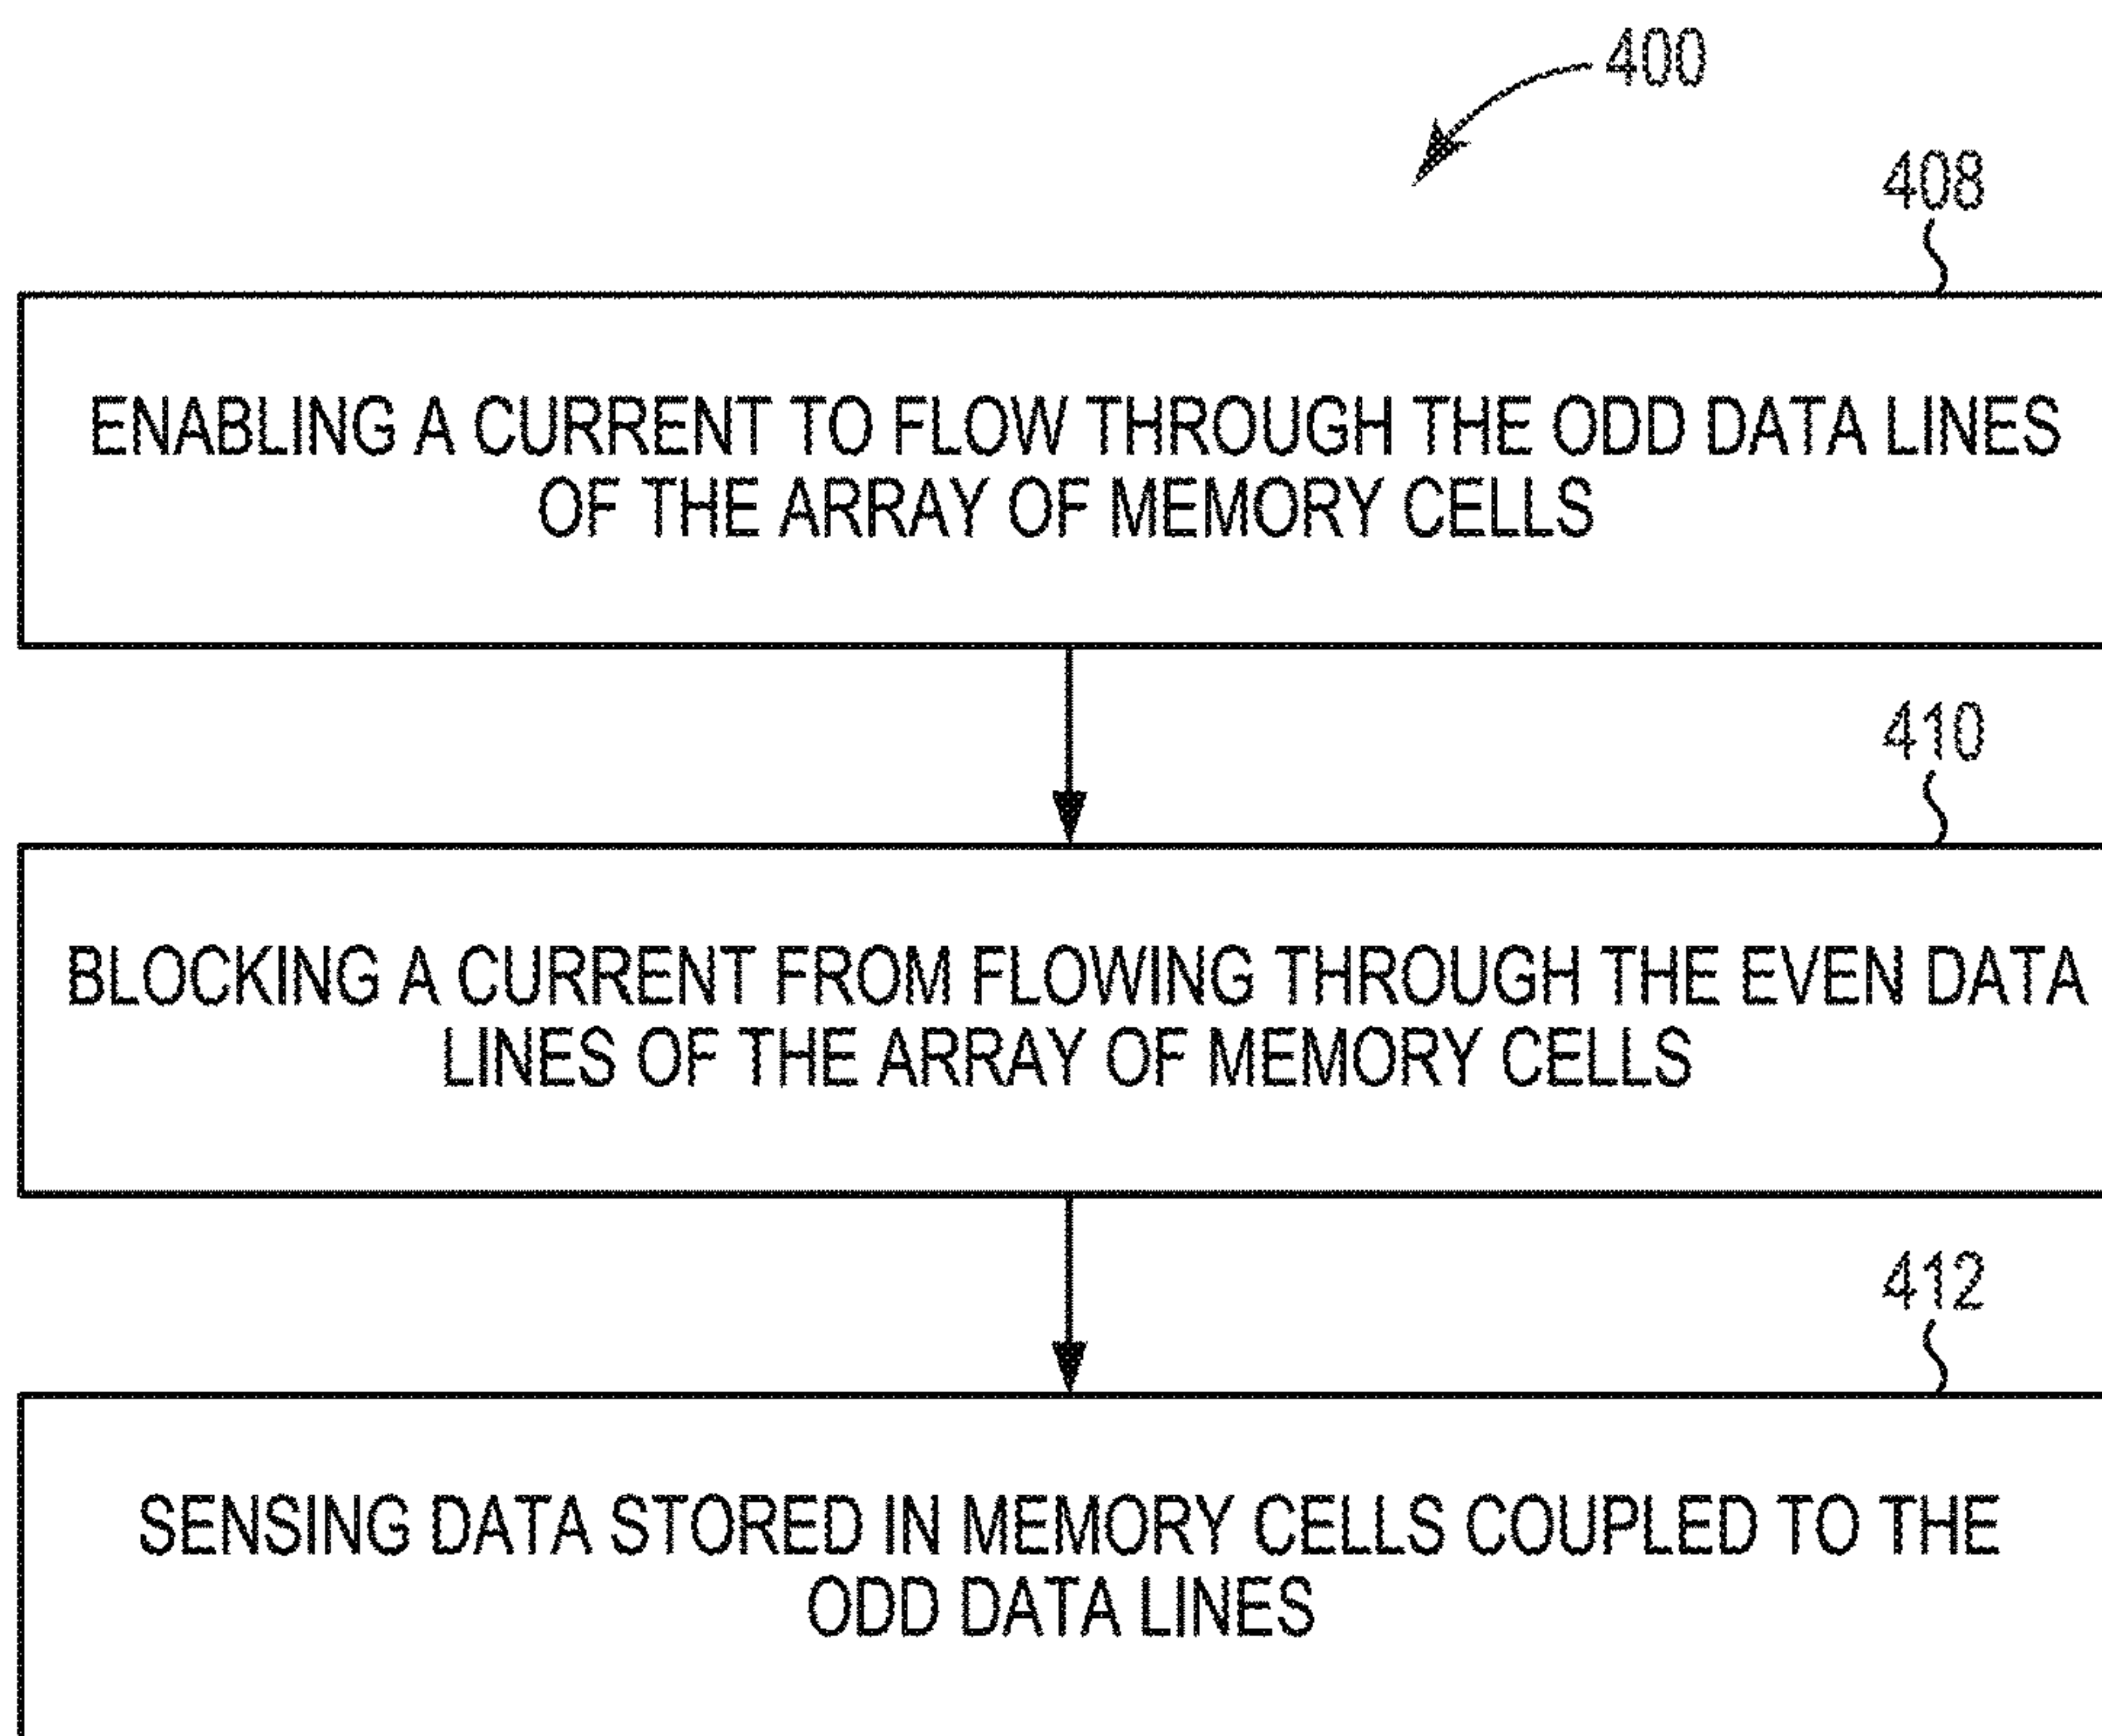 400
408
ENABLING A CURRENT TO FLOW THROUGH THE ODD DATA LINES
OF THE ARRAY OF MEMORY CELLS
410
BLOCKING A CURRENT FROM FLOWING THROUGH THE EVEN DATA
LINES OF THE ARRAY OF MEMORY CELLS
412
SENSING DATA STORED IN MEMORY CELLS COUPLED TO THE
ODD DATA LINES